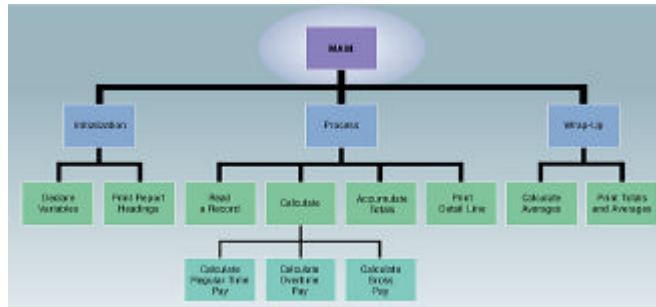 MAIN
Initialization
Process
Wrap-Up
Declare
Variables
Print Report
Headings
Read
a Record
Calculate
Accumulate
Totals
Print
Detail Line
Calculate
Averages
Print Totals
and Averages
Calculate
Regular Time
Pay
Calculate
Overtime
Pay
Calculate
Gross
Pay